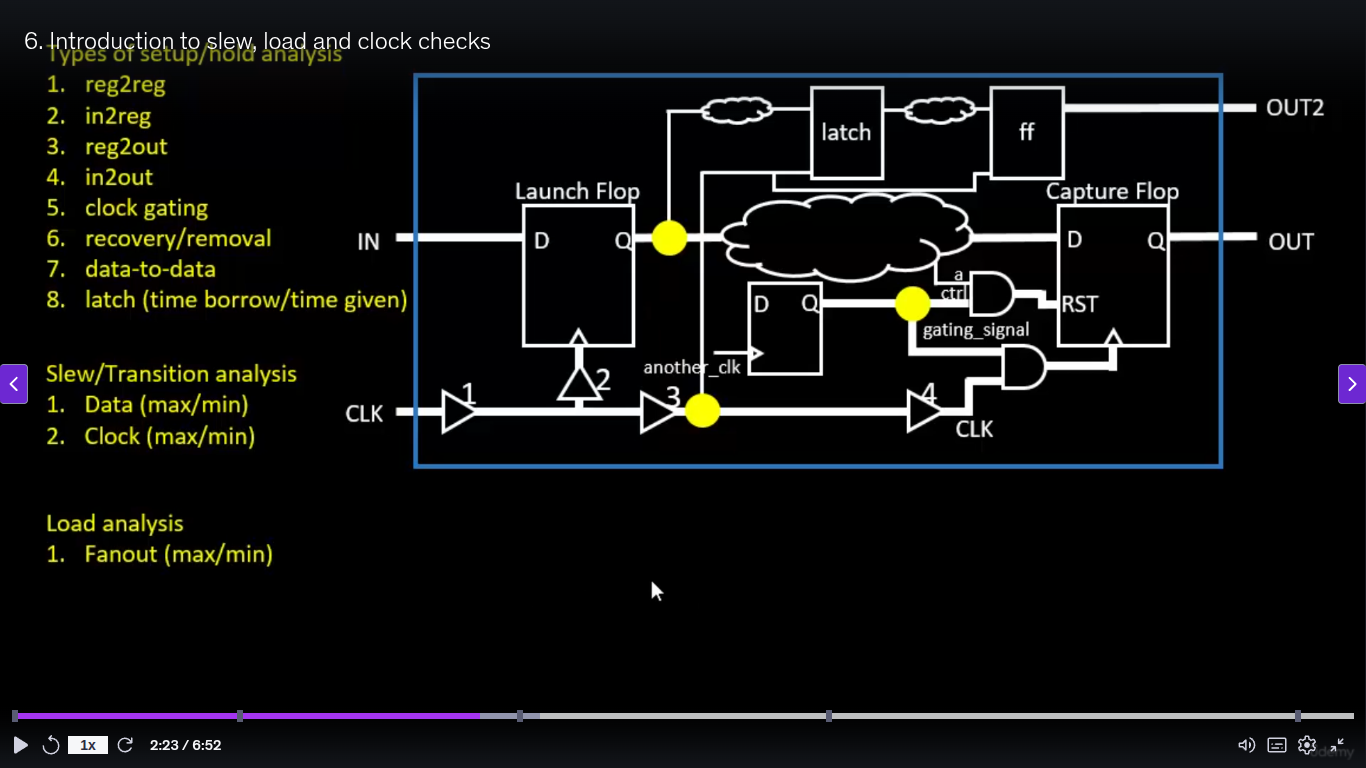 6. Introduction to slew, load and clock checks
Types of setup/hold analysis
1. reg2reg
2. in2reg
3. reg2out
4. in2out
5. clock gating
6. recovery/removal
7. data-to-data
8. latch (time borrow/time given)
Slew/Transition analysis
1. Data (max/min)
2. Clock (max/min)
Load analysis
1. Fanout (max/min)
latch
ff
OUT2
Launch Flop
Capture Flop
IN
D
Q
D
Q
OUT
a
ctrl
D
Q
RST
gating_signal
another_clk
1
2
3
4
CLK
CLK
1x
2:23 / 6:52
udemy